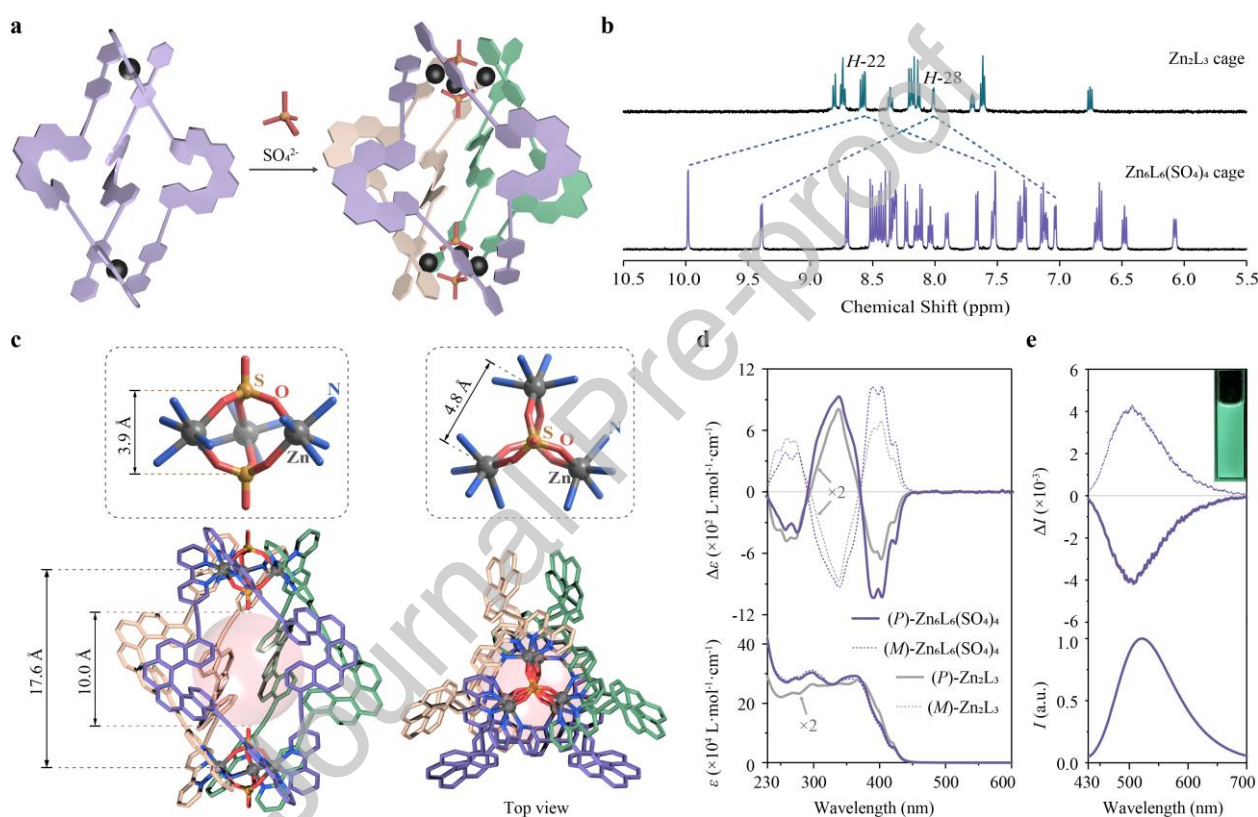 a
SO₄²⁻
b
H-22
H-28
Zn₂L₃ cage
Zn₆L₆(SO₄)₄ cage
10.5 10.0 9.5 9.0 8.5 8.0 7.5 7.0 6.5 6.0 5.5
Chemical Shift (ppm)
c
3.9 Å
S
O
N
Zn
4.8 Å
S
O
N
Zn
17.6 Å
10.0 Å
Top view
d
12
6
0
-6
-12
Δε (×10² L·mol⁻¹·cm⁻¹)
×2
(P)-Zn₆L₆(SO₄)₄
(M)-Zn₆L₆(SO₄)₄
(P)-Zn₂L₃
(M)-Zn₂L₃
40
20
0
ε (×10⁴ L·mol⁻¹·cm⁻¹)
×2
230 300 400 500 600
Wavelength (nm)
e
6
4
2
0
-2
-4
-6
ΔI (×10⁻³)
1.0
0.5
0
I (a.u.)
430 500 600 700
Wavelength (nm)
Journal Pre-proof